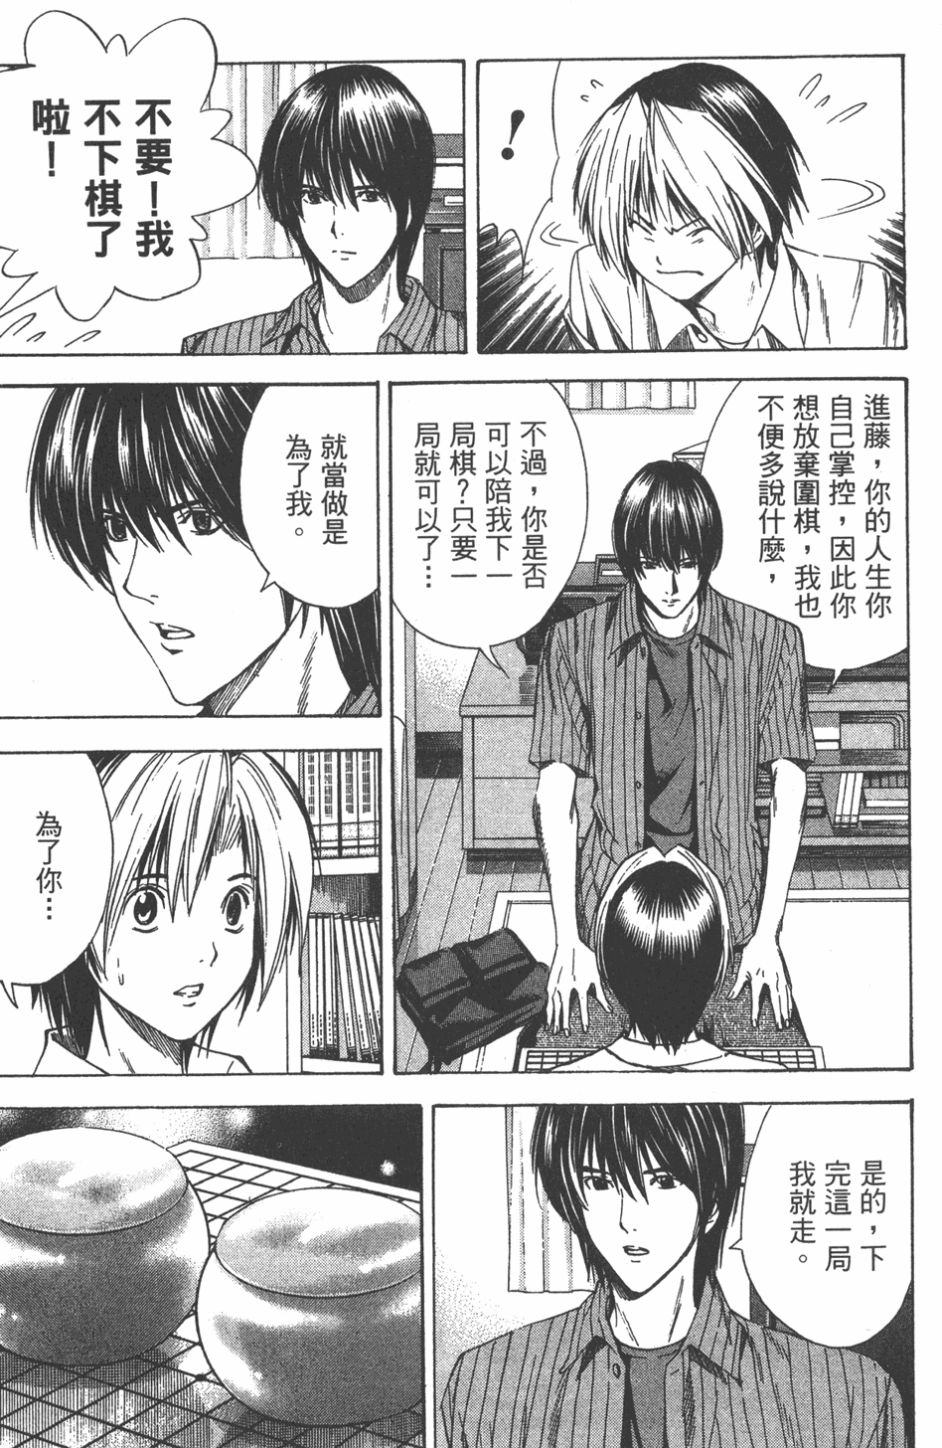 ！
不要！我
不下棋了
啦！
進藤，你的人生你
自己掌控，因此你
想放棄圍棋，我也
不便多說什麼，
不過，你是否
可以陪我下一
局棋？只要一
局就可以了…
就當做是
為了我。
為了你…
是的，下
完這一局
我就走。